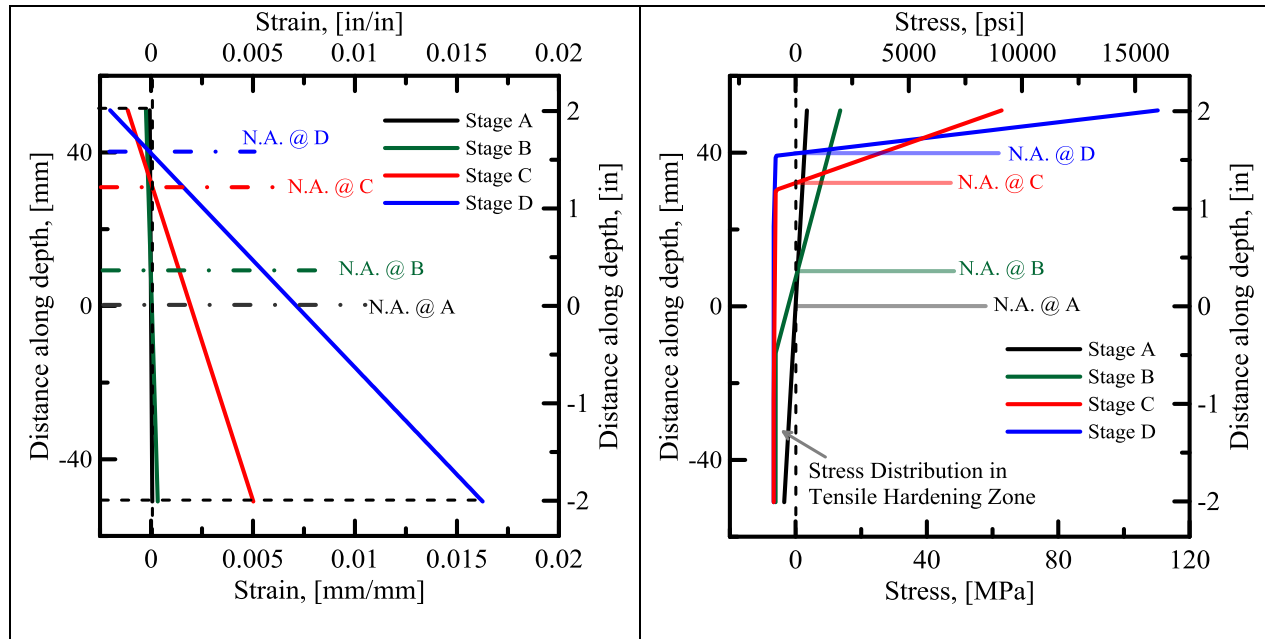 Strain, [in/in]
0 0.005 0.01 0.015 0.02
Distance along depth, [mm]
40
0
-40
N.A. @ D
N.A. @ C
N.A. @ B
N.A. @ A
Stage A
Stage B
Stage C
Stage D
2
1
0
-1
-2
Distance along depth, [in]
0 0.005 0.01 0.015 0.02
Strain, [mm/mm]
Stress, [psi]
0 5000 10000 15000
Distance along depth, [mm]
40
0
-40
N.A. @ D
N.A. @ C
N.A. @ B
N.A. @ A
Stage A
Stage B
Stage C
Stage D
Stress Distribution in
Tensile Hardening Zone
2
1
0
-1
-2
Distance along depth, [in]
0 40 80 120
Stress, [MPa]